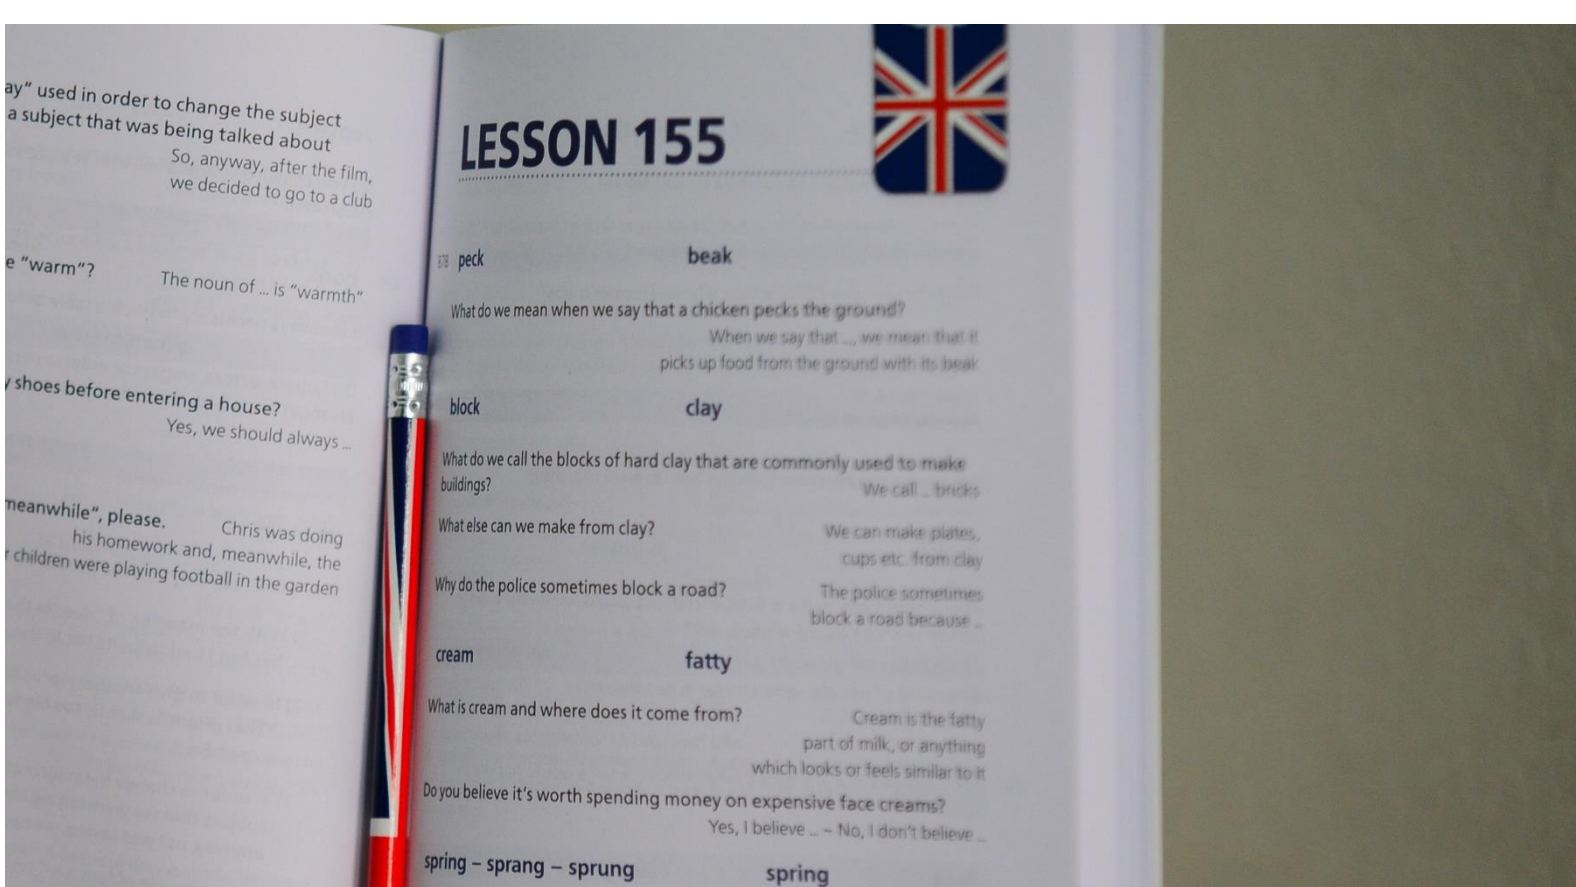 ay" used in order to change the subject
a subject that was being talked about
So, anyway, after the film,
we decided to go to a club
e "warm"? The noun of ... is "warmth"
y shoes before entering a house?
Yes, we should always ...
meanwhile", please. Chris was doing
his homework and, meanwhile, the
r children were playing football in the garden
LESSON 155
peck beak
What do we mean when we say that a chicken pecks the ground?
When we say that ..., we mean that it
picks up food from the ground with its beak
block clay
What do we call the blocks of hard clay that are commonly used to make
buildings? We call ... bricks
What else can we make from clay? We can make plates,
cups etc. from clay
Why do the police sometimes block a road? The police sometimes
block a road because ...
cream fatty
What is cream and where does it come from? Cream is the fatty
part of milk, or anything
which looks or feels similar to it
Do you believe it's worth spending money on expensive face creams?
Yes, I believe ... – No, I don't believe ...
spring – sprang – sprung spring